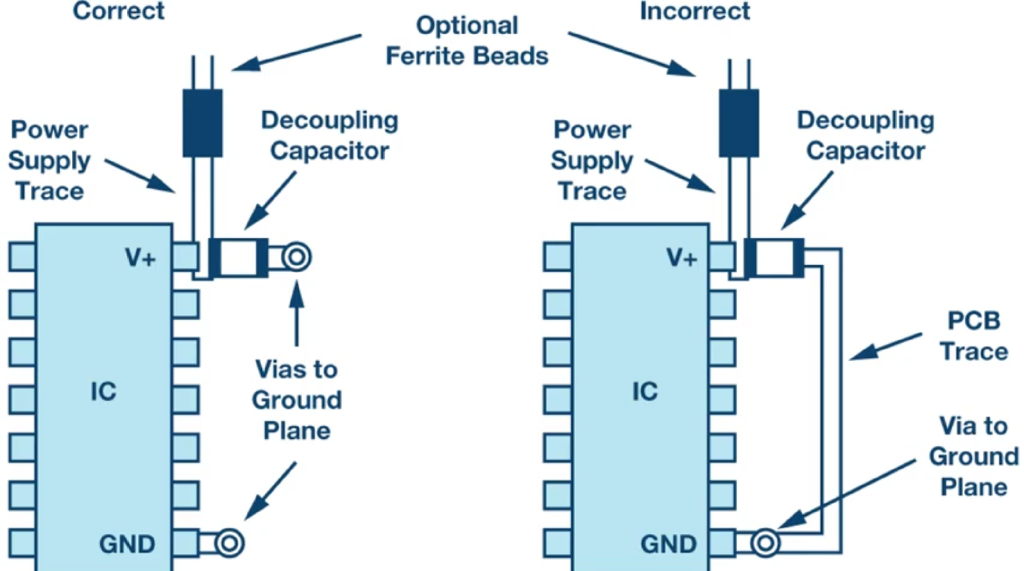 Correct
Incorrect
Optional
Ferrite Beads
Power
Supply
Trace
Decoupling
Capacitor
V+
IC
Vias to
Ground
Plane
GND
Power
Supply
Trace
Decoupling
Capacitor
V+
PCB
Trace
IC
Via to
Ground
Plane
GND